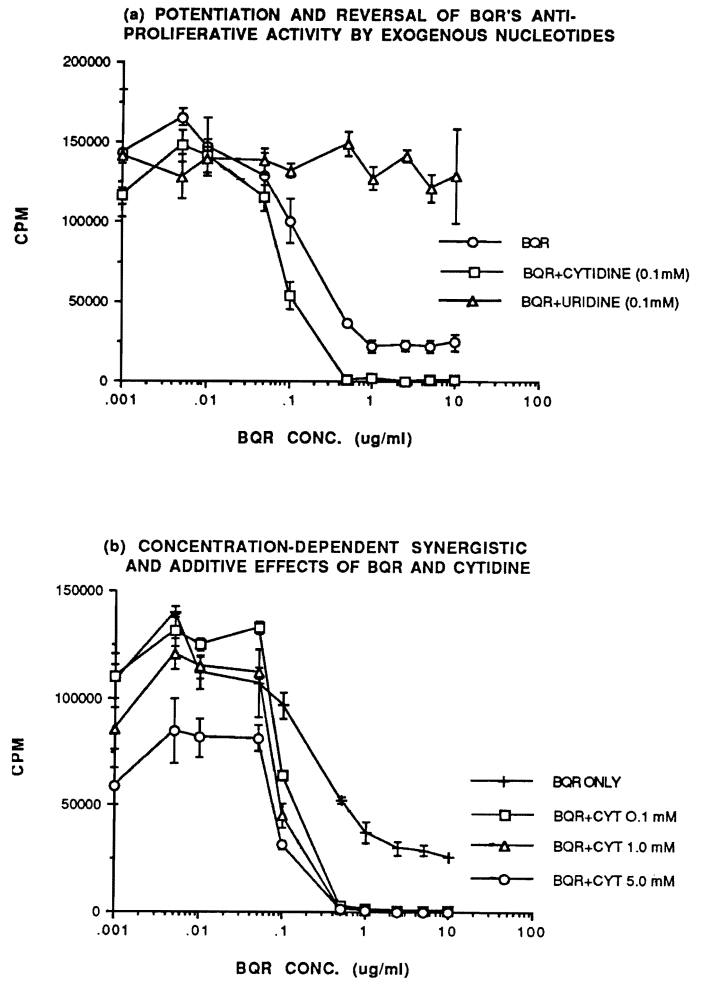 (a) POTENTIATION AND REVERSAL OF BQR'S ANTI-
PROLIFERATIVE ACTIVITY BY EXOGENOUS NUCLEOTIDES
200000
150000
100000
50000
0
CPM
.001
.01
.1
1
10
100
BQR CONC. (ug/ml)
BQR
BQR+CYTIDINE (0.1mM)
BQR+URIDINE (0.1mM)
(b) CONCENTRATION-DEPENDENT SYNERGISTIC
AND ADDITIVE EFFECTS OF BQR AND CYTIDINE
150000
100000
50000
0
CPM
.001
.01
.1
1
10
100
BQR CONC. (ug/ml)
BQR ONLY
BQR+CYT 0.1 mM
BQR+CYT 1.0 mM
BQR+CYT 5.0 mM